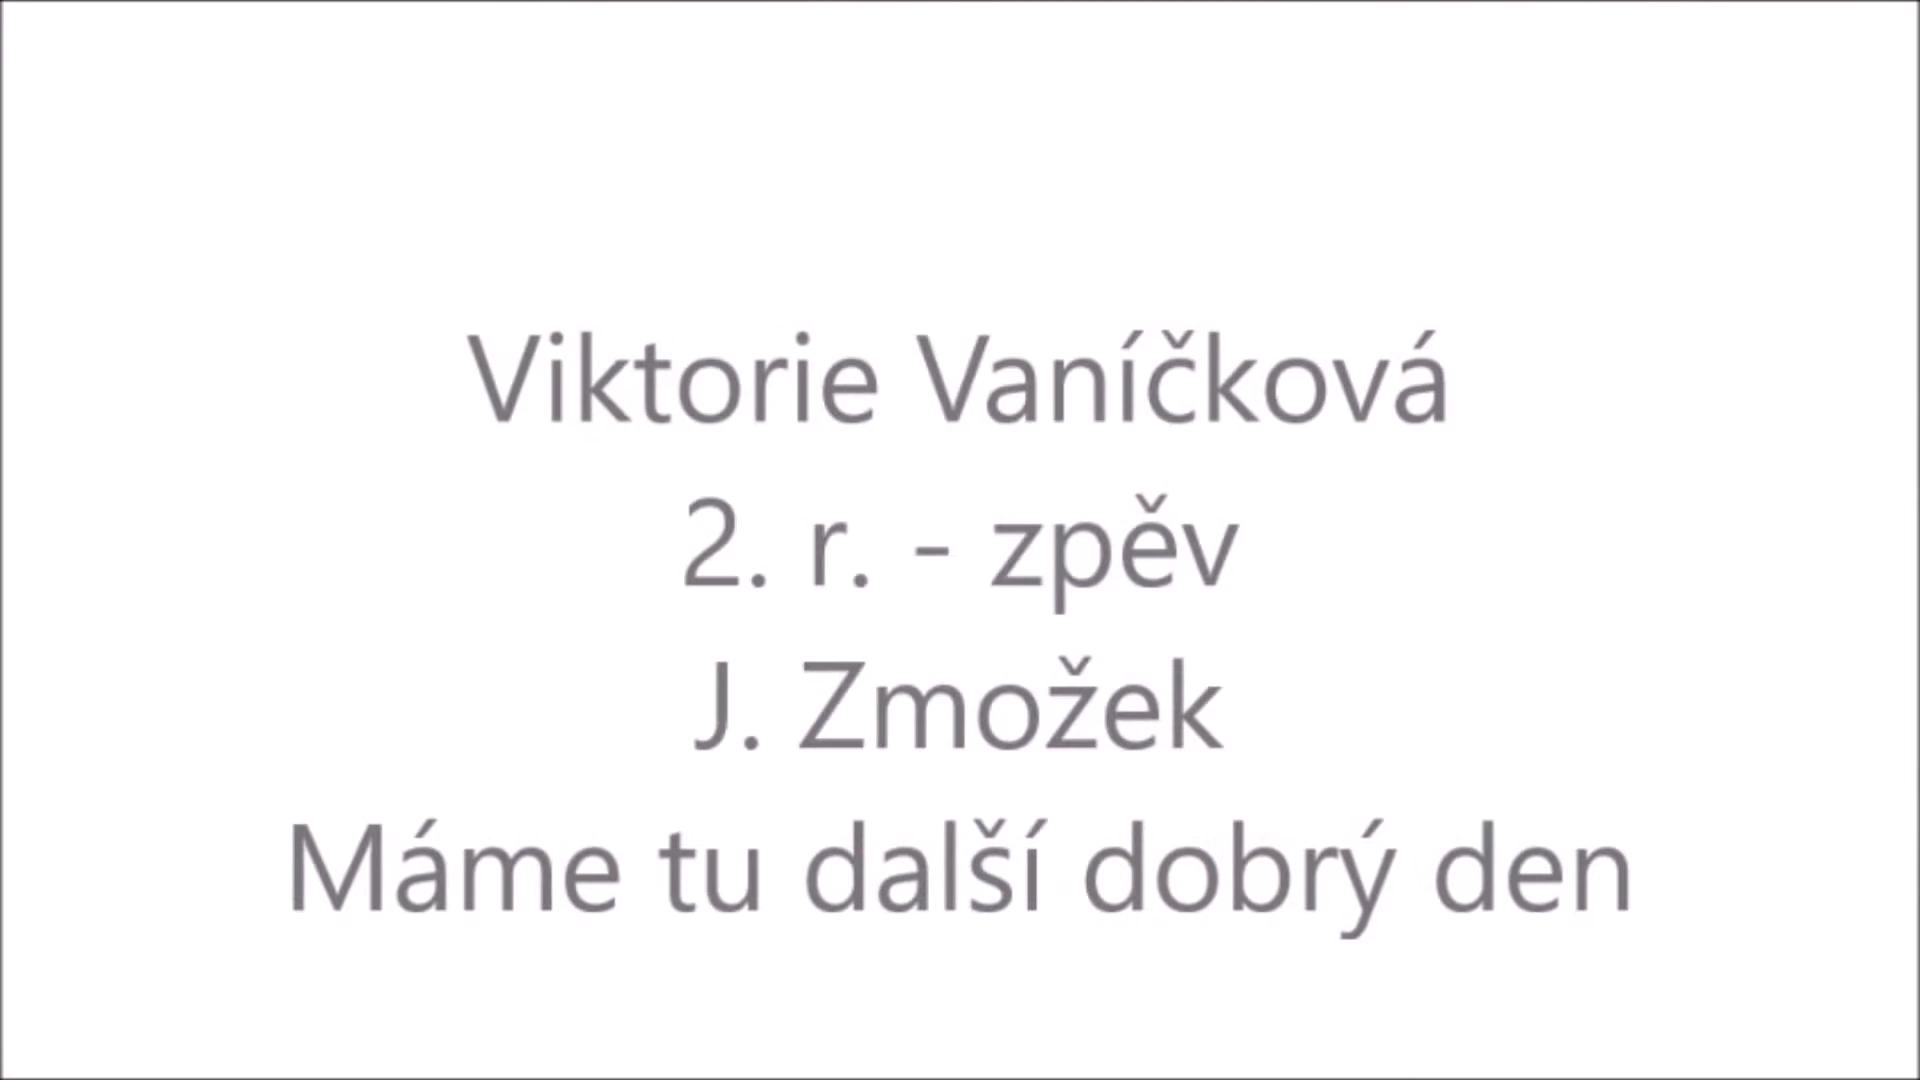 Viktorie Vaníčková
2. r. - zpěv
J. Zmožek
Máme tu další dobrý den